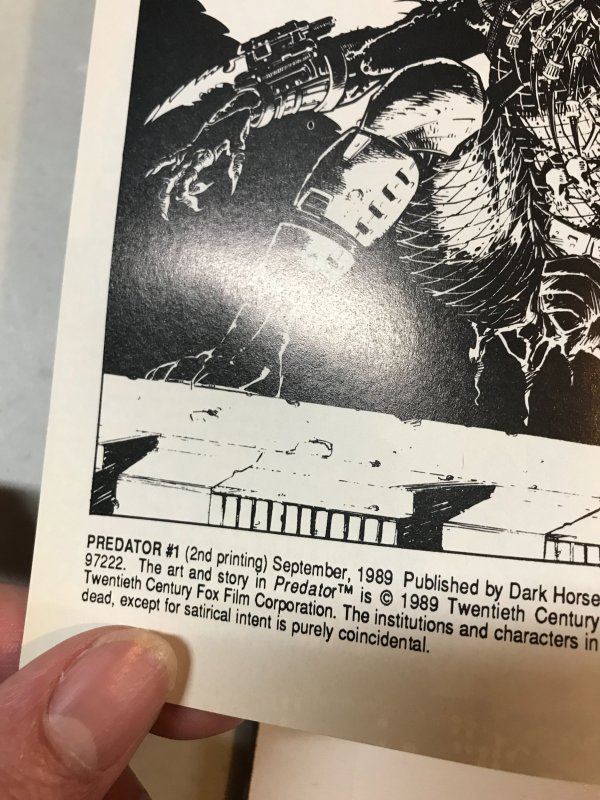 PREDATOR #1 (2nd printing) September, 1989 Published by Dark Horse
97222. The art and story in Predator™ is © 1989 Twentieth Century
Twentieth Century Fox Film Corporation. The institutions and characters in
dead, except for satirical intent is purely coincidental.